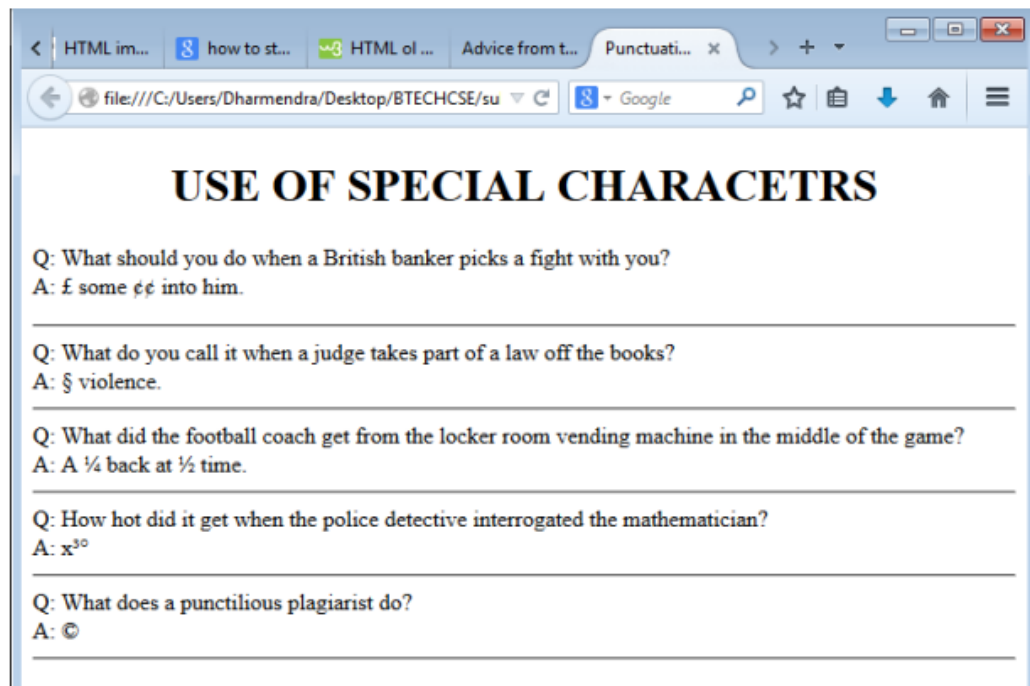 HTML im... how to st... HTML ol ... Advice from t... Punctuati...
file:///C:/Users/Dharmendra/Desktop/BTECHCSE/su Google
USE OF SPECIAL CHARACETRS
Q: What should you do when a British banker picks a fight with you?
A: £ some ¢¢ into him.
Q: What do you call it when a judge takes part of a law off the books?
A: § violence.
Q: What did the football coach get from the locker room vending machine in the middle of the game?
A: A ¼ back at ½ time.
Q: How hot did it get when the police detective interrogated the mathematician?
A: x³°
Q: What does a punctilious plagiarist do?
A: ©